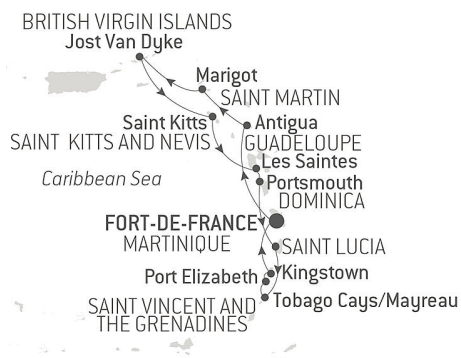 BRITISH VIRGIN ISLANDS
Jost Van Dyke
Marigot
SAINT MARTIN
Saint Kitts
Antigua
SAINT KITTS AND NEVIS
GUADELOUPE
Les Saintes
Caribbean Sea
Portsmouth
DOMINICA
FORT-DE-FRANCE
MARTINIQUE
SAINT LUCIA
Kingstown
Port Elizabeth
Tobago Cays/Mayreau
SAINT VINCENT AND
THE GRENADINES